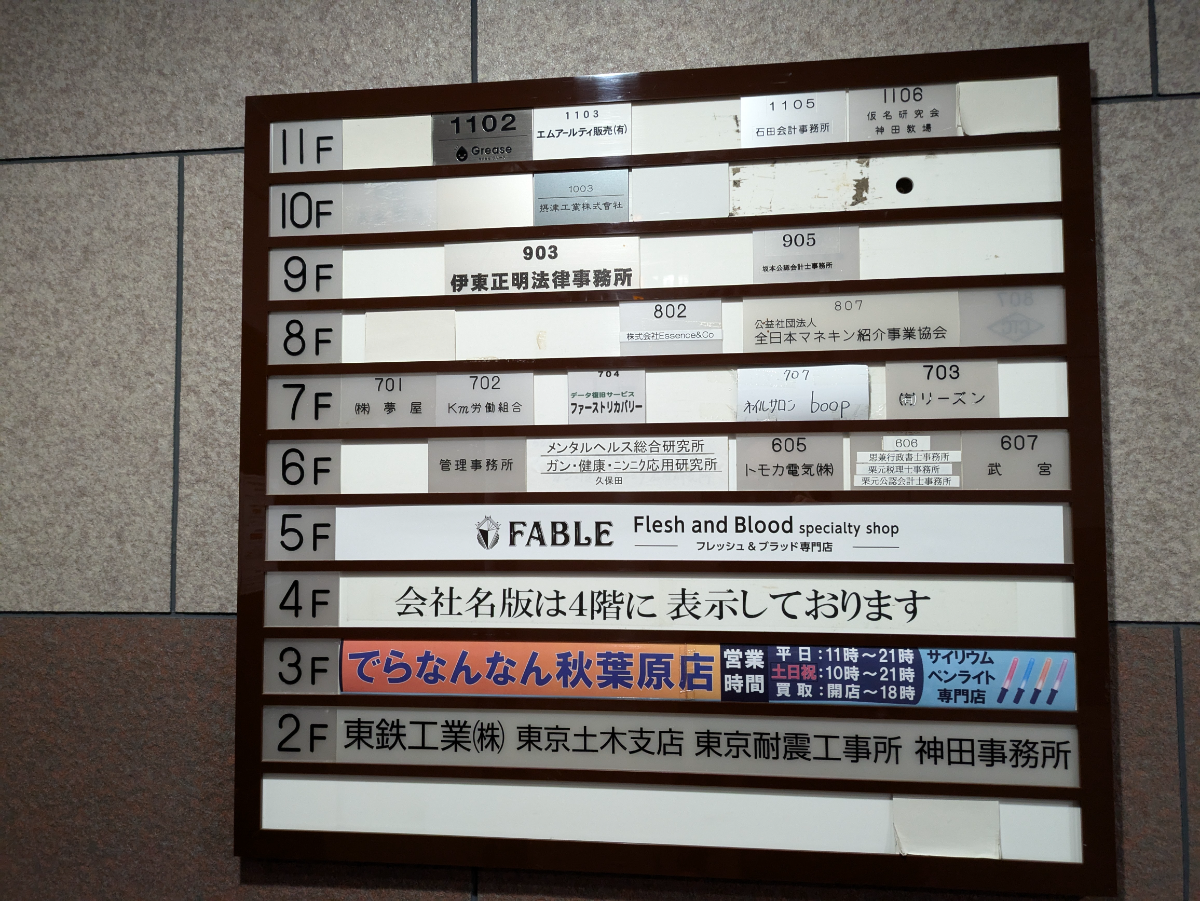 11F
1102
Grease
1103
エムアールティ販売(有)
1105
石田会計事務所
1106
仮名研究会
神田教場
10F
1003
摂津工業株式會社
9F
903
伊東正明法律事務所
905
坂本公認会計士事務所
8F
802
株式会社Essence&Co
807
公益社団法人
全日本マネキン紹介事業協会
807
CTC
7F
701
㈱夢屋
702
Km労働組合
704
データ復旧サービス
ファーストリカバリー
707
ネイルサロン boop
703
㈲リーズン
6F
管理事務所
メンタルヘルス総合研究所
ガン・健康・ニンニク応用研究所
久保田
605
トモカ電気㈱
606
思兼行政書士事務所
栗元税理士事務所
栗元公認会計士事務所
607
武宮
5F
FABLE
Flesh and Blood specialty shop
フレッシュ&ブラッド専門店
4F
会社名版は4階に 表示しております
3F
でらなんなん秋葉原店
営業
時間
平日:11時〜21時
土日祝:10時〜21時
買取:開店〜18時
サイリウム
ペンライト
専門店
2F
東鉄工業㈱ 東京土木支店 東京耐震工事所 神田事務所